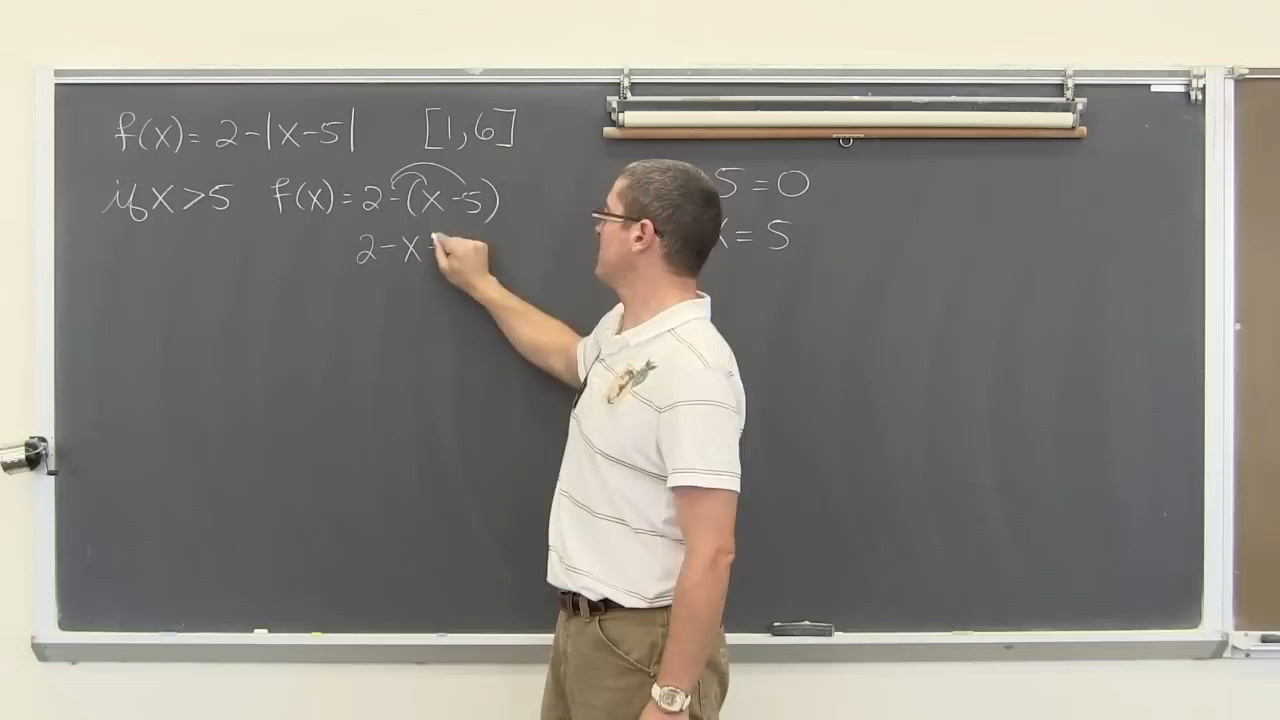 f(x) = 2-|x-5| [1,6]
if x>5 f(x) = 2-(x-5)
2-x
5=0
= 5